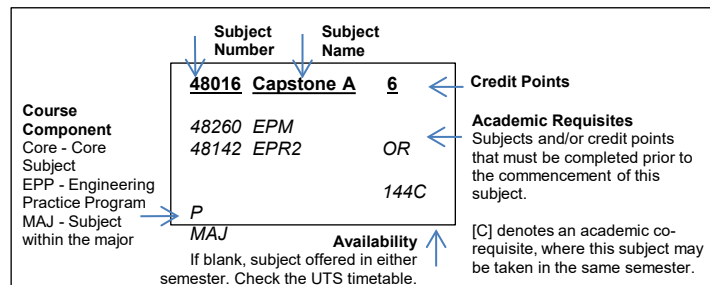 Subject Number
Subject Name
48016 Capstone A 6
Credit Points
48260 EPM
48142 EPR2 OR
144C
P
MAJ
Course
Component
Core - Core
Subject
EPP - Engineering
Practice Program
MAJ - Subject
within the major
Academic Requisites
Subjects and/or credit points
that must be completed prior to
the commencement of this
subject.
[C] denotes an academic co-
requisite, where this subject may
be taken in the same semester.
Availability
If blank, subject offered in either
semester. Check the UTS timetable.